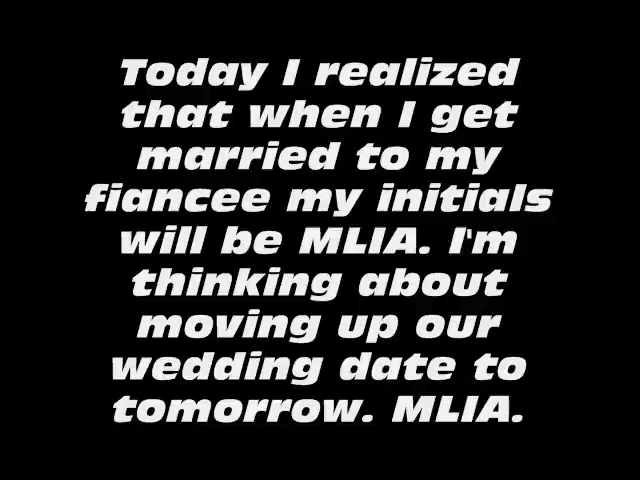 Today I realized
that when I get
married to my
fiancee my initials
will be MLIA. I'm
thinking about
moving up our
wedding date to
tomorrow. MLIA.